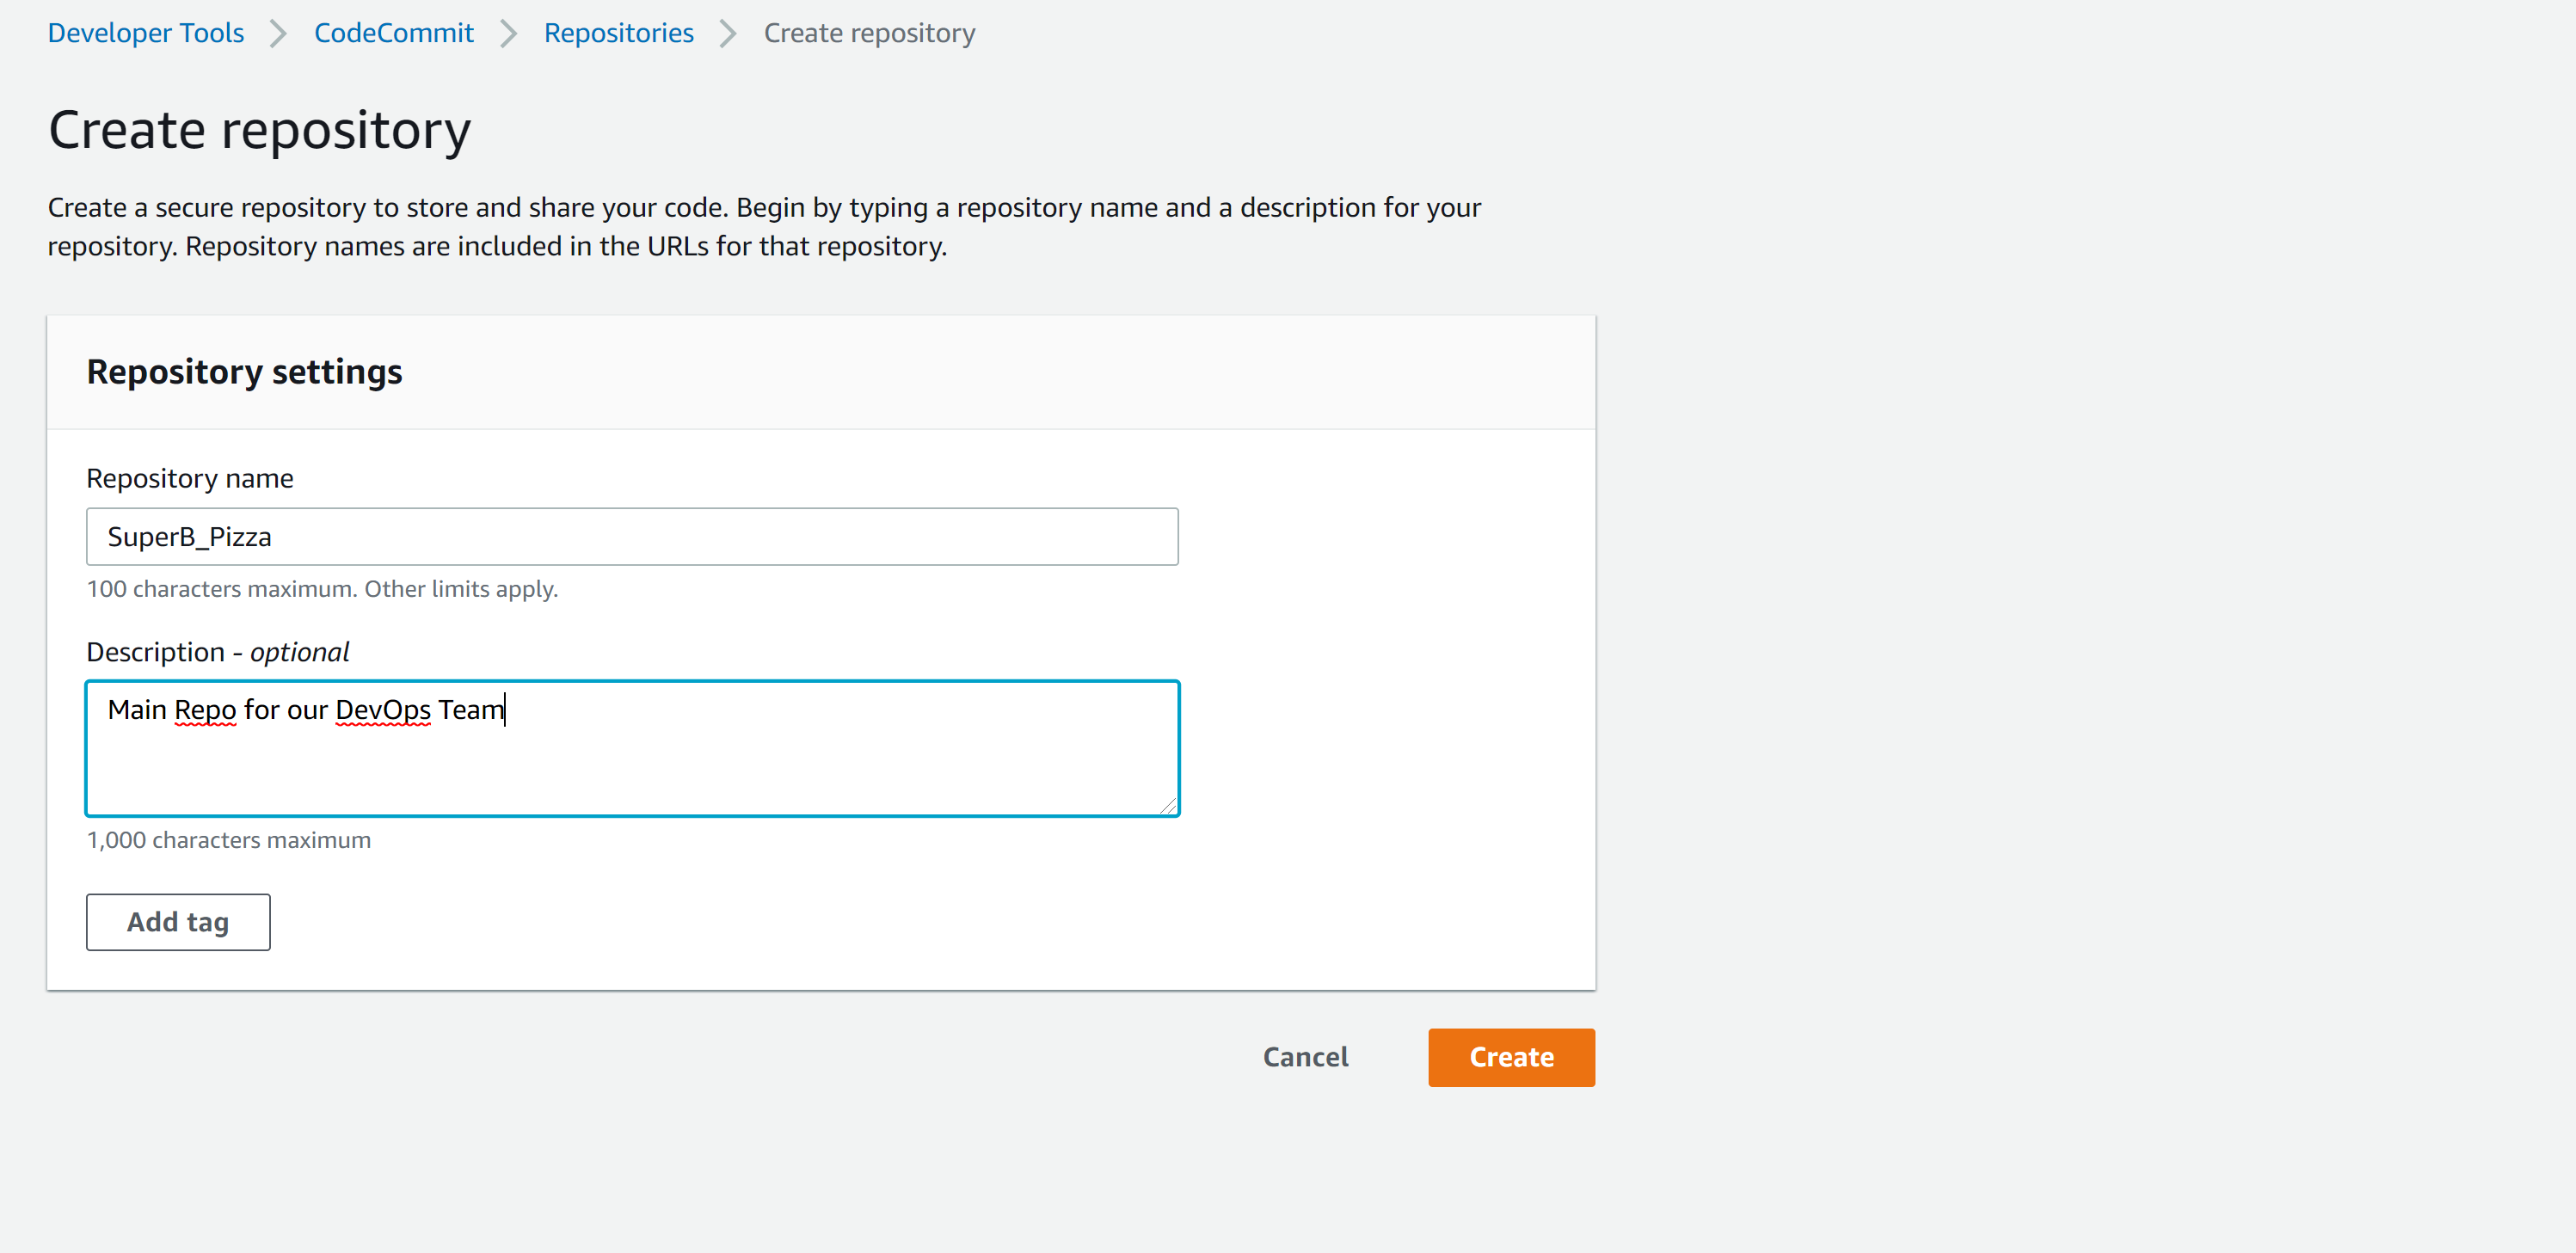 Developer Tools > CodeCommit > Repositories > Create repository
Create repository
Create a secure repository to store and share your code. Begin by typing a repository name and a description for your
repository. Repository names are included in the URLs for that repository.
Repository settings
Repository name
SuperB_Pizza
100 characters maximum. Other limits apply.
Description - optional
Main Repo for our DevOps Team
1,000 characters maximum
Add tag
Cancel Create